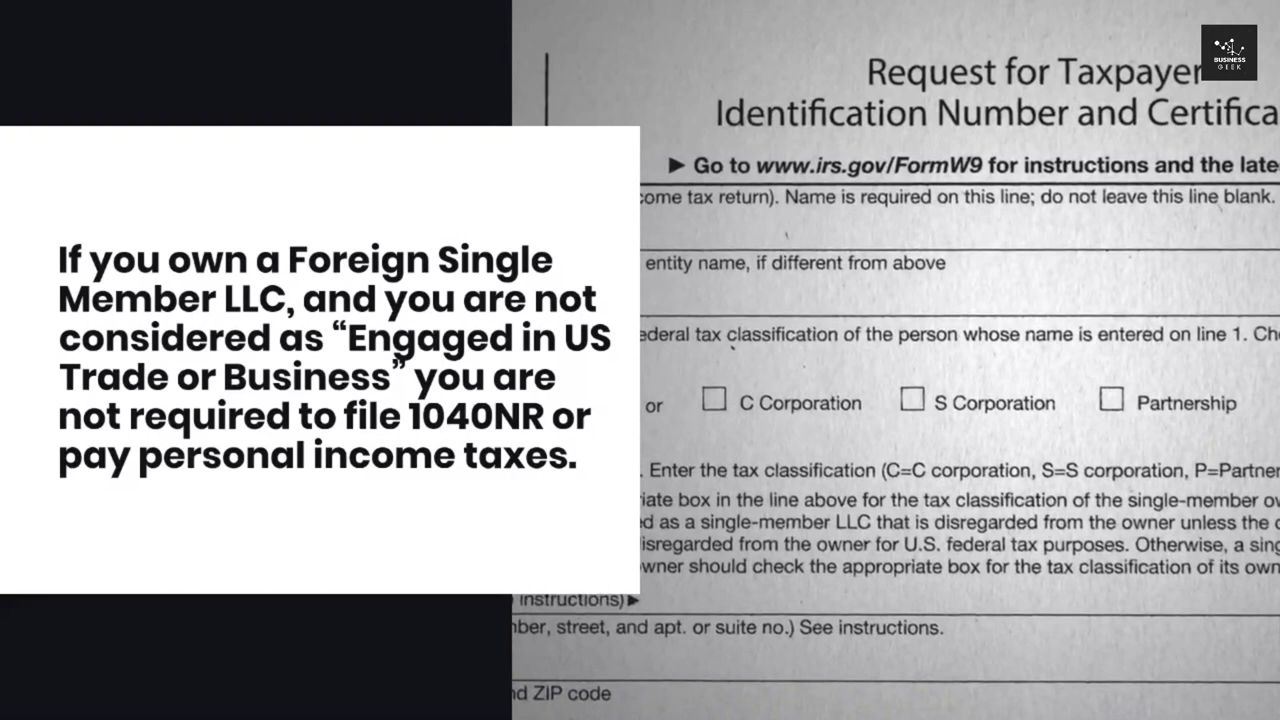 BUSINESS
GEEK
Request for Taxpayer
Identification Number and Certifica
▶ Go to www.irs.gov/FormW9 for instructions and the late
ome tax return). Name is required on this line; do not leave this line blank.
entity name, if different from above
ederal tax classification of the person whose name is entered on line 1. Ch
or C Corporation S Corporation Partnership
. Enter the tax classification (C=C corporation, S=S corporation, P=Partner
iate box in the line above for the tax classification of the single-member ow
d as a single-member LLC that is disregarded from the owner unless the
isregarded from the owner for U.S. federal tax purposes. Otherwise, a sing
wner should check the appropriate box for the tax classification of its own
instructions) ▶
ber, street, and apt. or suite no.) See instructions.
d ZIP code
If you own a Foreign Single
Member LLC, and you are not
considered as “Engaged in US
Trade or Business” you are
not required to file 1040NR or
pay personal income taxes.